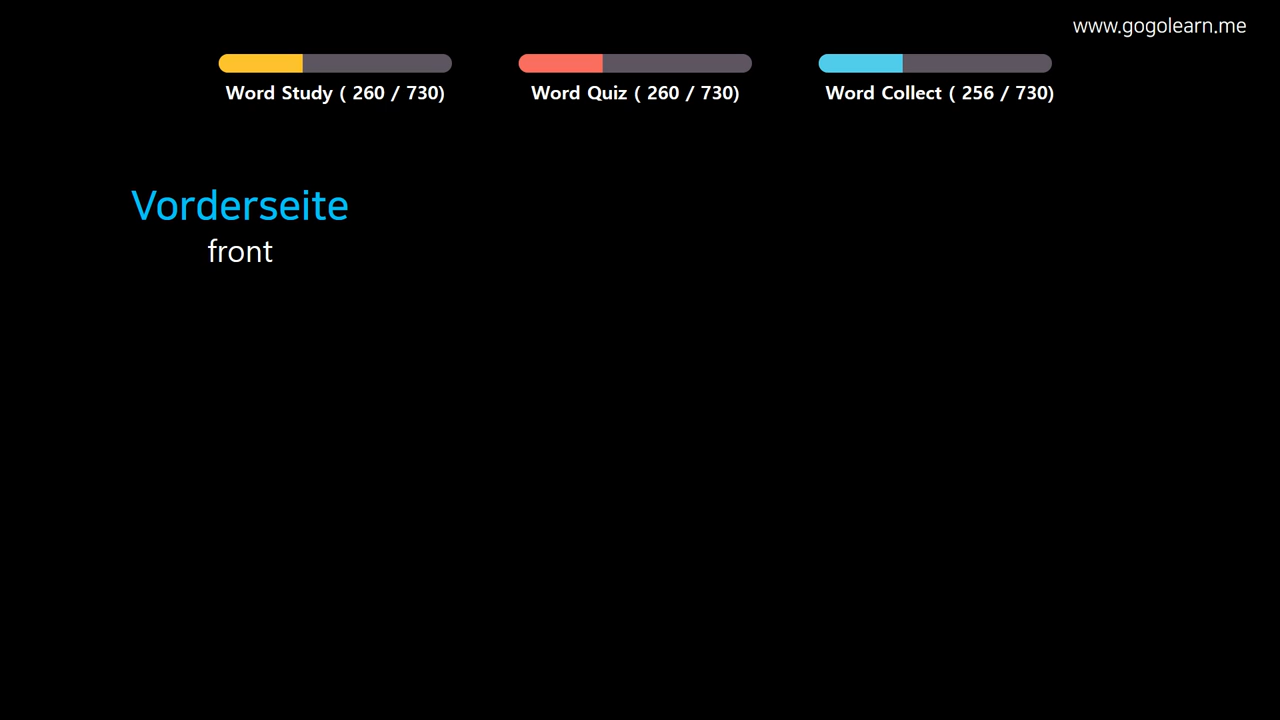 www.gogolearn.me
Word Study ( 260 / 730)
Word Quiz ( 260 / 730)
Word Collect ( 256 / 730)
Vorderseite
front